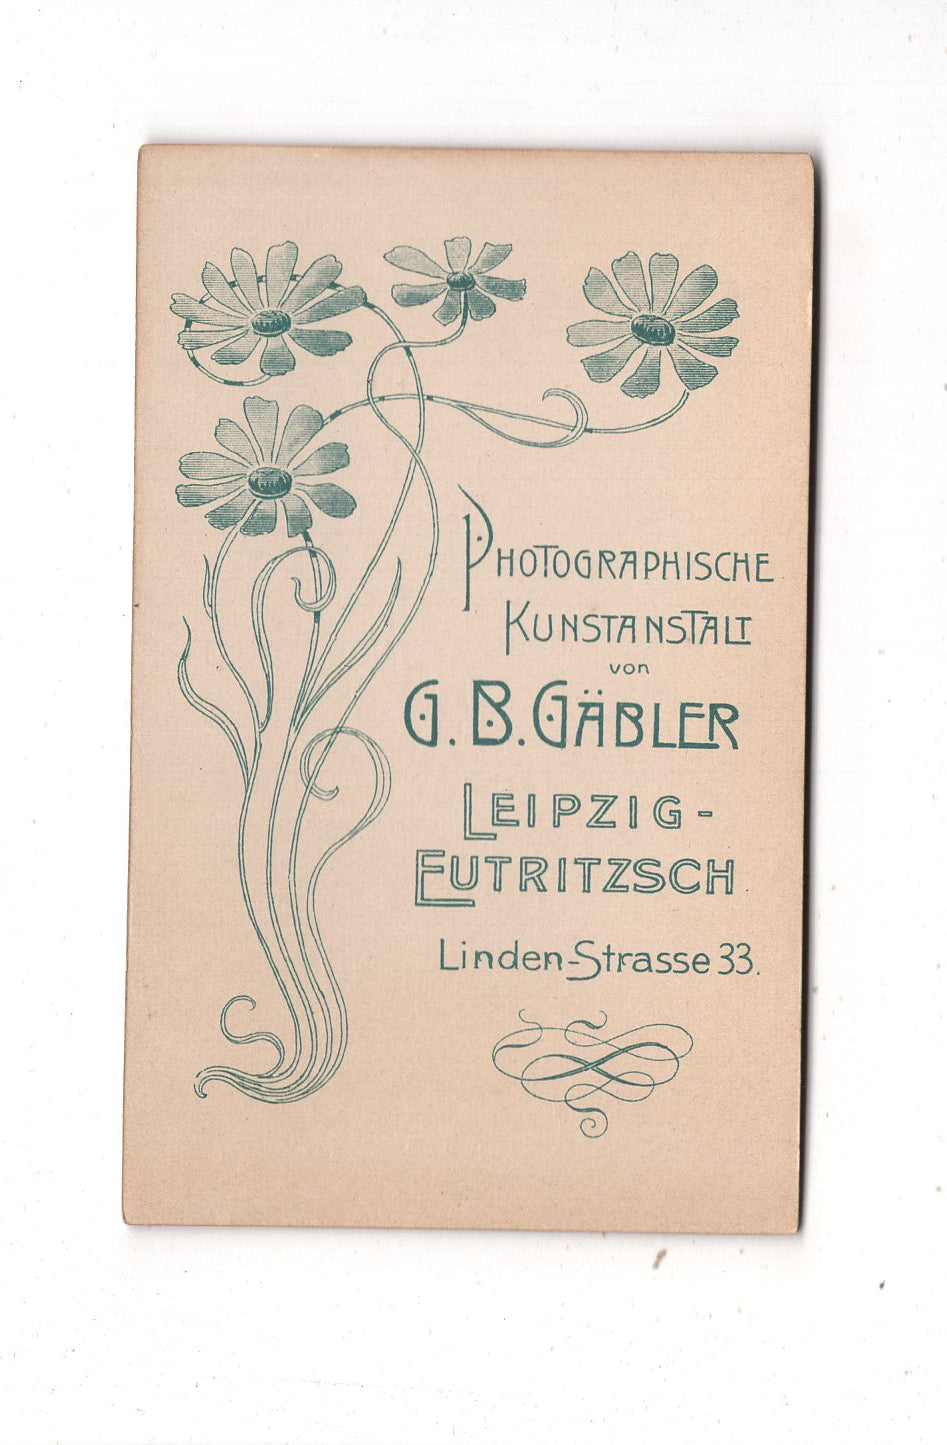 PHOTOGRAPHISCHE
KUNSTANSTALT
von
G. B. GÄBLER
LEIPZIG-
EUTRITZSCH
Linden-Strasse 33.